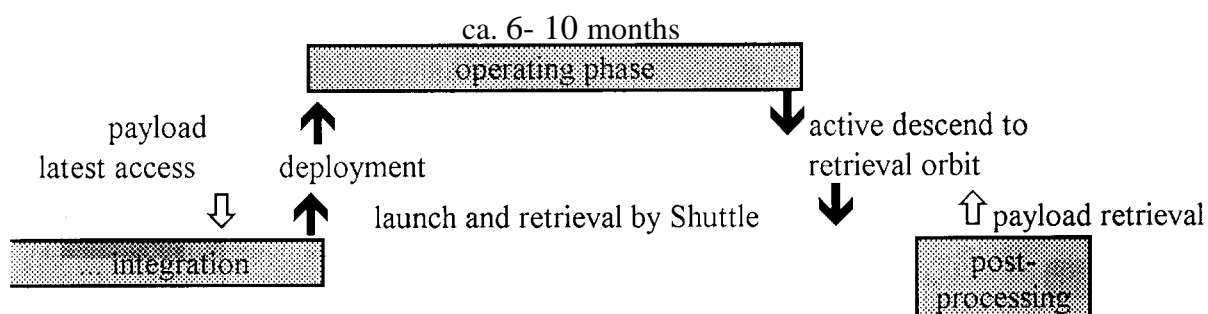 ca. 6- 10 months
operating phase
payload
latest access
deployment
active descend to
retrieval orbit
launch and retrieval by Shuttle
payload retrieval
... integration
post-
processing